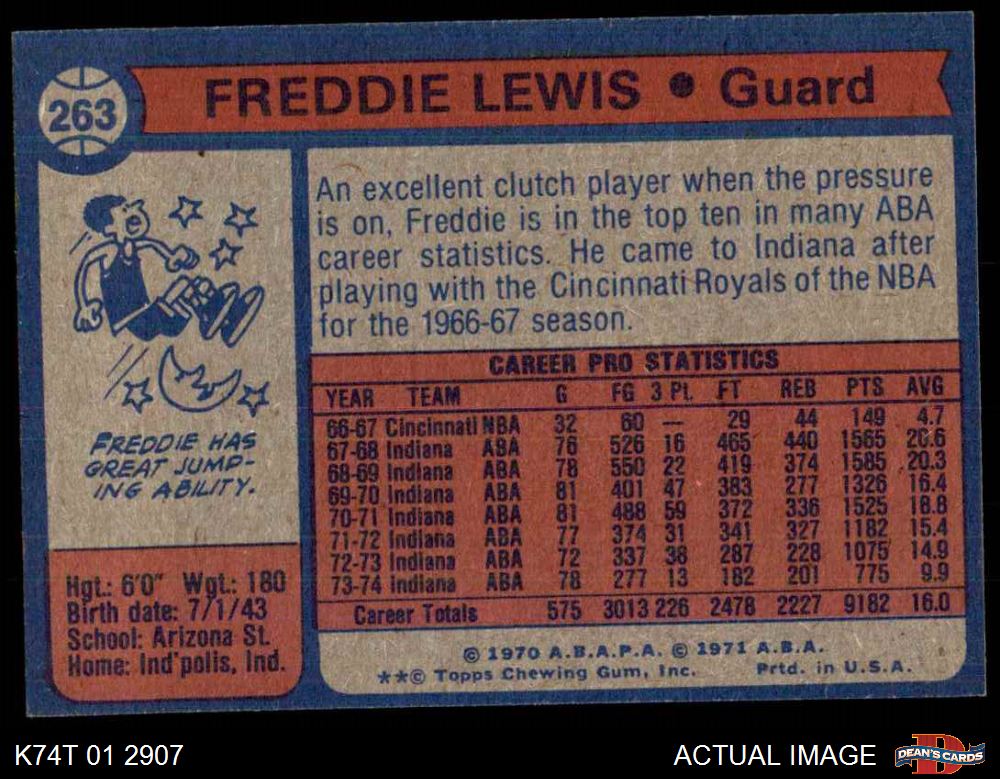 263
FREDDIE LEWIS • Guard
An excellent clutch player when the pressure
is on, Freddie is in the top ten in many ABA
career statistics. He came to Indiana after
playing with the Cincinnati Royals of the NBA
for the 1966-67 season.
FREDDIE HAS
GREAT JUMP-
ING ABILITY.
Hgt.: 6'0" Wgt.: 180
Birth date: 7/1/43
School: Arizona St.
Home: Ind'polis, Ind.
CAREER PRO STATISTICS
YEAR TEAM G FG 3 Pt. FT REB PTS AVG
66-67 Cincinnati NBA 32 60 — 29 44 149 4.7
67-68 Indiana ABA 76 526 16 465 440 1565 20.6
68-69 Indiana ABA 78 550 22 419 374 1585 20.3
69-70 Indiana ABA 81 401 47 383 277 1326 16.4
70-71 Indiana ABA 81 488 59 372 336 1525 18.8
71-72 Indiana ABA 77 374 31 341 327 1182 15.4
72-73 Indiana ABA 72 337 38 287 228 1075 14.9
73-74 Indiana ABA 78 277 13 182 201 775 9.9
Career Totals 575 3013 226 2478 2227 9182 16.0
© 1970 A.B.A.P.A. © 1971 A.B.A.
**© Topps Chewing Gum, Inc. Prtd. in U.S.A.
K74T 01 2907
ACTUAL IMAGE
D
DEAN'S CARDS